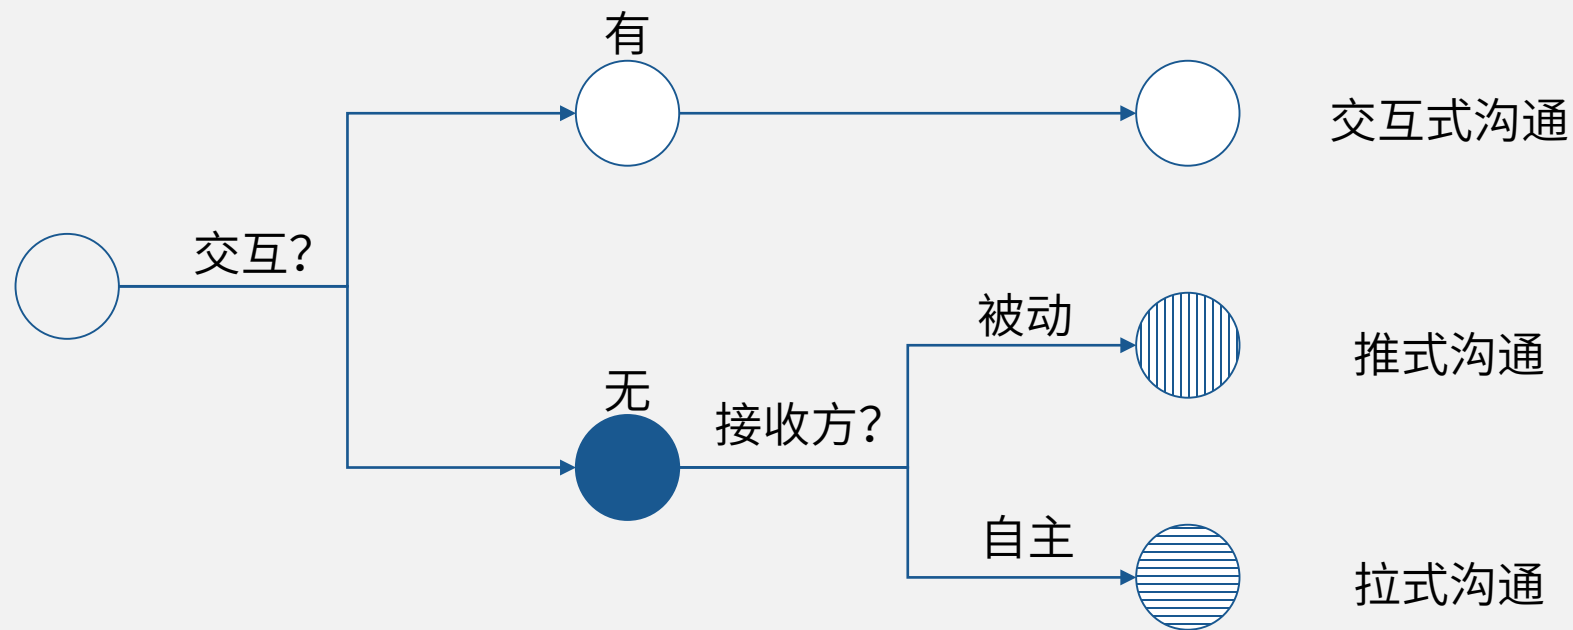 有
交互式沟通
交互？
被动
推式沟通
无
接收方？
自主
拉式沟通